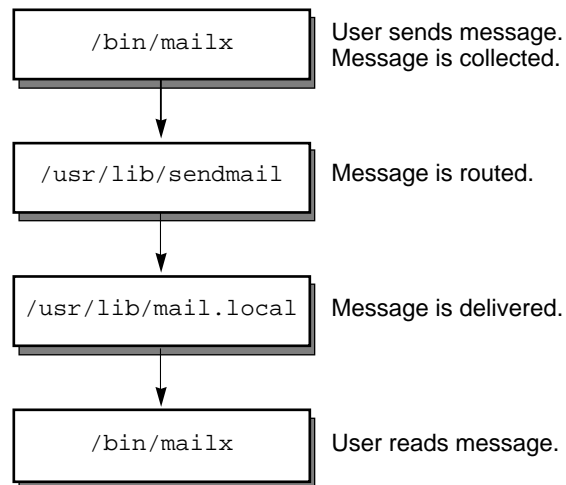 /bin/mailx
User sends message.
Message is collected.
/usr/lib/sendmail
Message is routed.
/usr/lib/mail.local
Message is delivered.
/bin/mailx
User reads message.